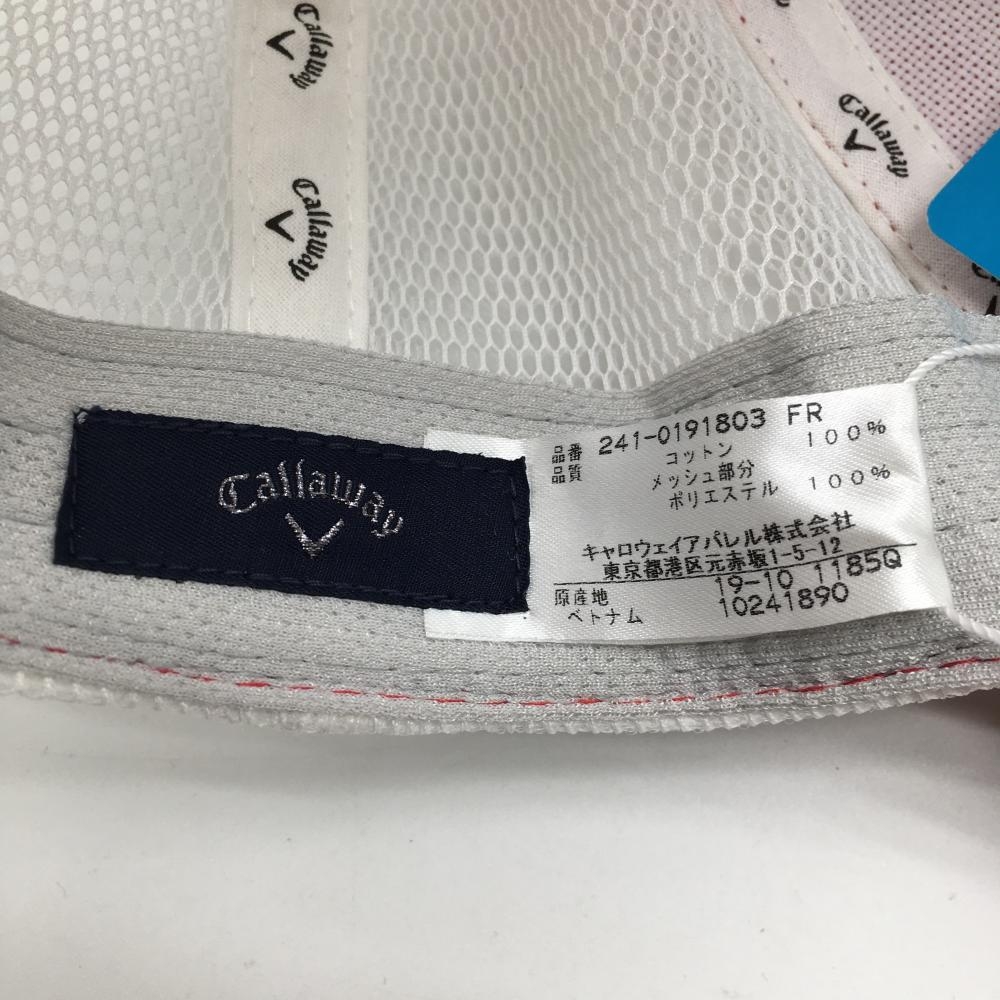 Callaway
Callaway
Callaway
Callaway
品番 241-0191803 FR
品質 コットン 100%
メッシュ部分
ポリエステル 100%
キャロウェイアパレル株式会社
東京都港区元赤坂1-5-12
19-10 1185Q
原産地 10241890
ベトナム